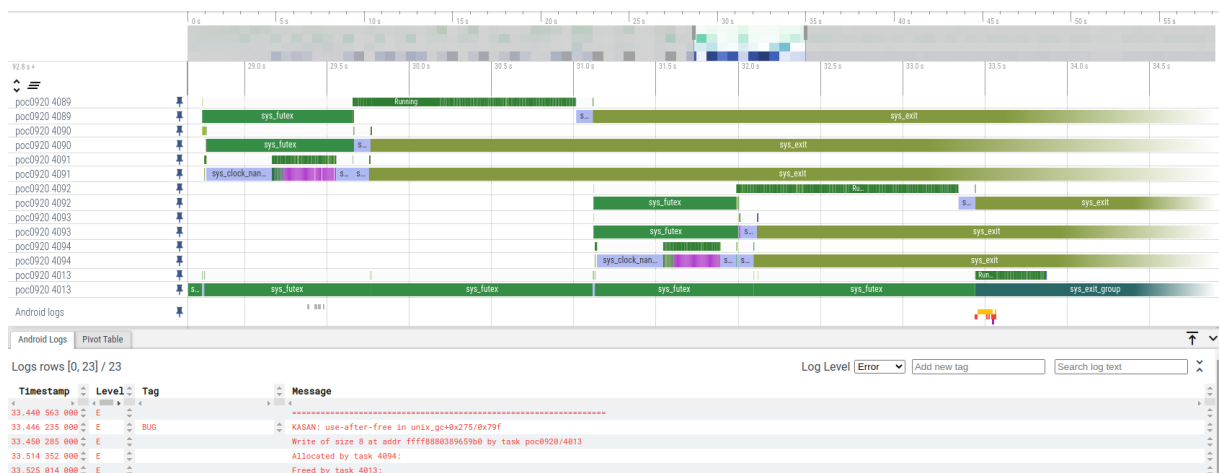 0 s 5 s 10 s 15 s 20 s 25 s 30 s 35 s 40 s 45 s 50 s 55 s
92.8 s + 29.0 s 29.5 s 30.0 s 30.5 s 31.0 s 31.5 s 32.0 s 32.5 s 33.0 s 33.5 s 34.0 s 34.5 s
poc0920 4089 Running
poc0920 4089 sys_futex s... sys_exit
poc0920 4090
poc0920 4090 sys_futex s... sys_exit
poc0920 4091
poc0920 4091 sys_clock_nan... s... s... sys_exit
poc0920 4092 Ru...
poc0920 4092 sys_futex s... sys_exit
poc0920 4093
poc0920 4093 sys_futex s... sys_exit
poc0920 4094
poc0920 4094 sys_clock_nan... s... s... sys_exit
poc0920 4013 Run...
poc0920 4013 s... sys_futex sys_futex sys_futex sys_futex sys_exit_group
Android logs
Android Logs Pivot Table
Logs rows [0, 23] / 23 Log Level Error Add new tag Search log text
Timestamp Level Tag Message
33.440 563 000 E =================================================================
33.446 235 000 E BUG KASAN: use-after-free in unix_gc+0x275/0x79f
33.450 285 000 E Write of size 8 at addr ffff8880389659b0 by task poc0920/4013
33.514 352 000 E Allocated by task 4094:
33.525 014 000 E Freed by task 4013: